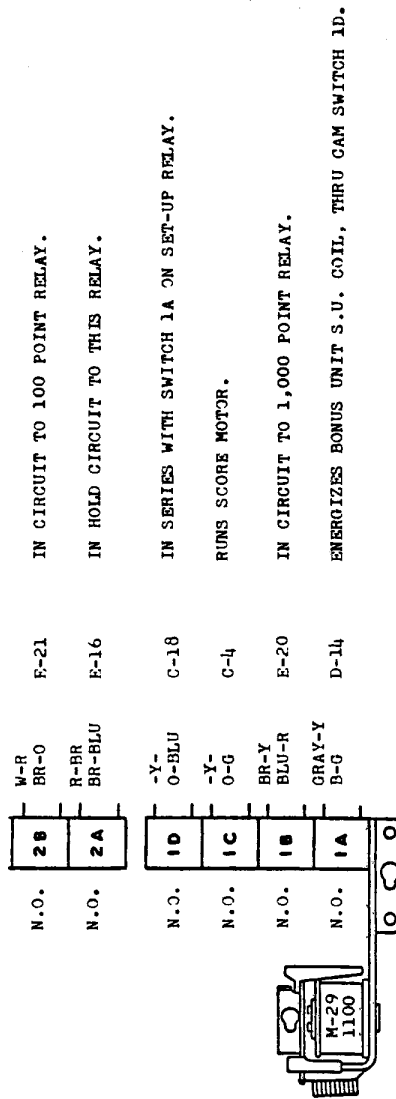 W-R
N.O. 2B BR-O E-21 IN CIRCUIT TO 100 POINT RELAY.
R-BR
N.O. 2A BR-BLU E-16 IN HOLD CIRCUIT TO THIS RELAY.
-Y-
N.O. 1D O-BLU C-18 IN SERIES WITH SWITCH 1A ON SET-UP RELAY.
-Y-
N.O. 1C O-G C-4 RUNS SCORE MOTOR.
BR-Y
N.O. 1B BLU-R E-20 IN CIRCUIT TO 1,000 POINT RELAY.
GRAY-Y
N.O. 1A B-G D-14 ENERGIZES BONUS UNIT S.U. COIL, THRU CAM SWITCH 1D.
M-29
1100